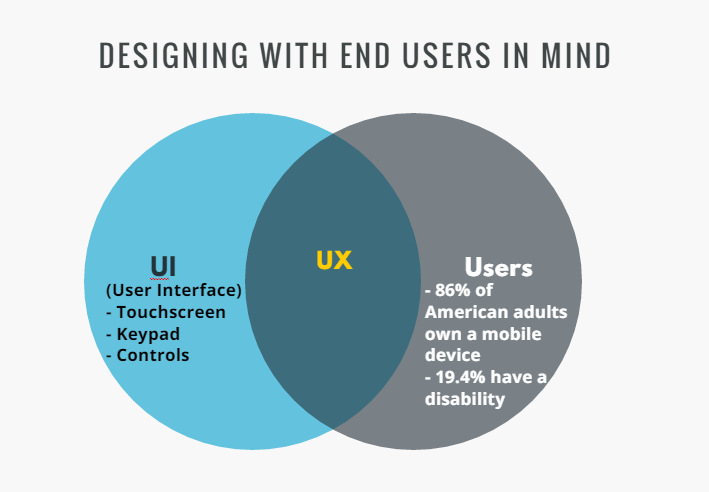 DESIGNING WITH END USERS IN MIND
UI
(User Interface)
- Touchscreen
- Keypad
- Controls
UX
Users
- 86% of
American adults
own a mobile
device
- 19.4% have a
disability